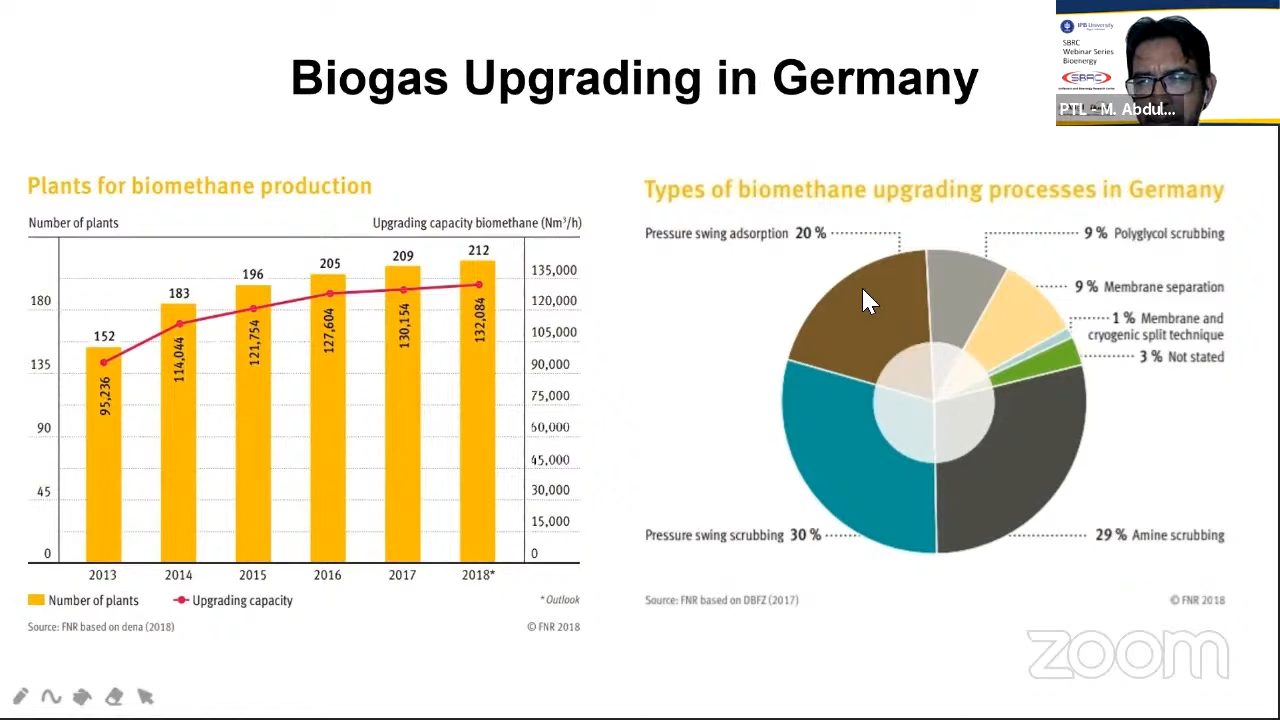 Biogas Upgrading in Germany
IPB University
SBRC
Webinar Series
Bioenergy
SBRC
PTL - M. Abdul...
Plants for biomethane production
Number of plants
Upgrading capacity biomethane (Nm³/h)
180
135
90
45
0
152
183
196
205
209
212
95,236
114,044
121,754
127,604
130,154
132,084
135,000
120,000
105,000
90,000
75,000
60,000
45,000
30,000
15,000
0
2013
2014
2015
2016
2017
2018*
Number of plants
Upgrading capacity
*Outlook
Source: FNR based on dena (2018)
© FNR 2018
Types of biomethane upgrading processes in Germany
Pressure swing adsorption 20 %
9 % Polyglycol scrubbing
9 % Membrane separation
1 % Membrane and
cryogenic split technique
3 % Not stated
Pressure swing scrubbing 30 %
29 % Amine scrubbing
Source: FNR based on DBFZ (2017)
© FNR 2018
zoom